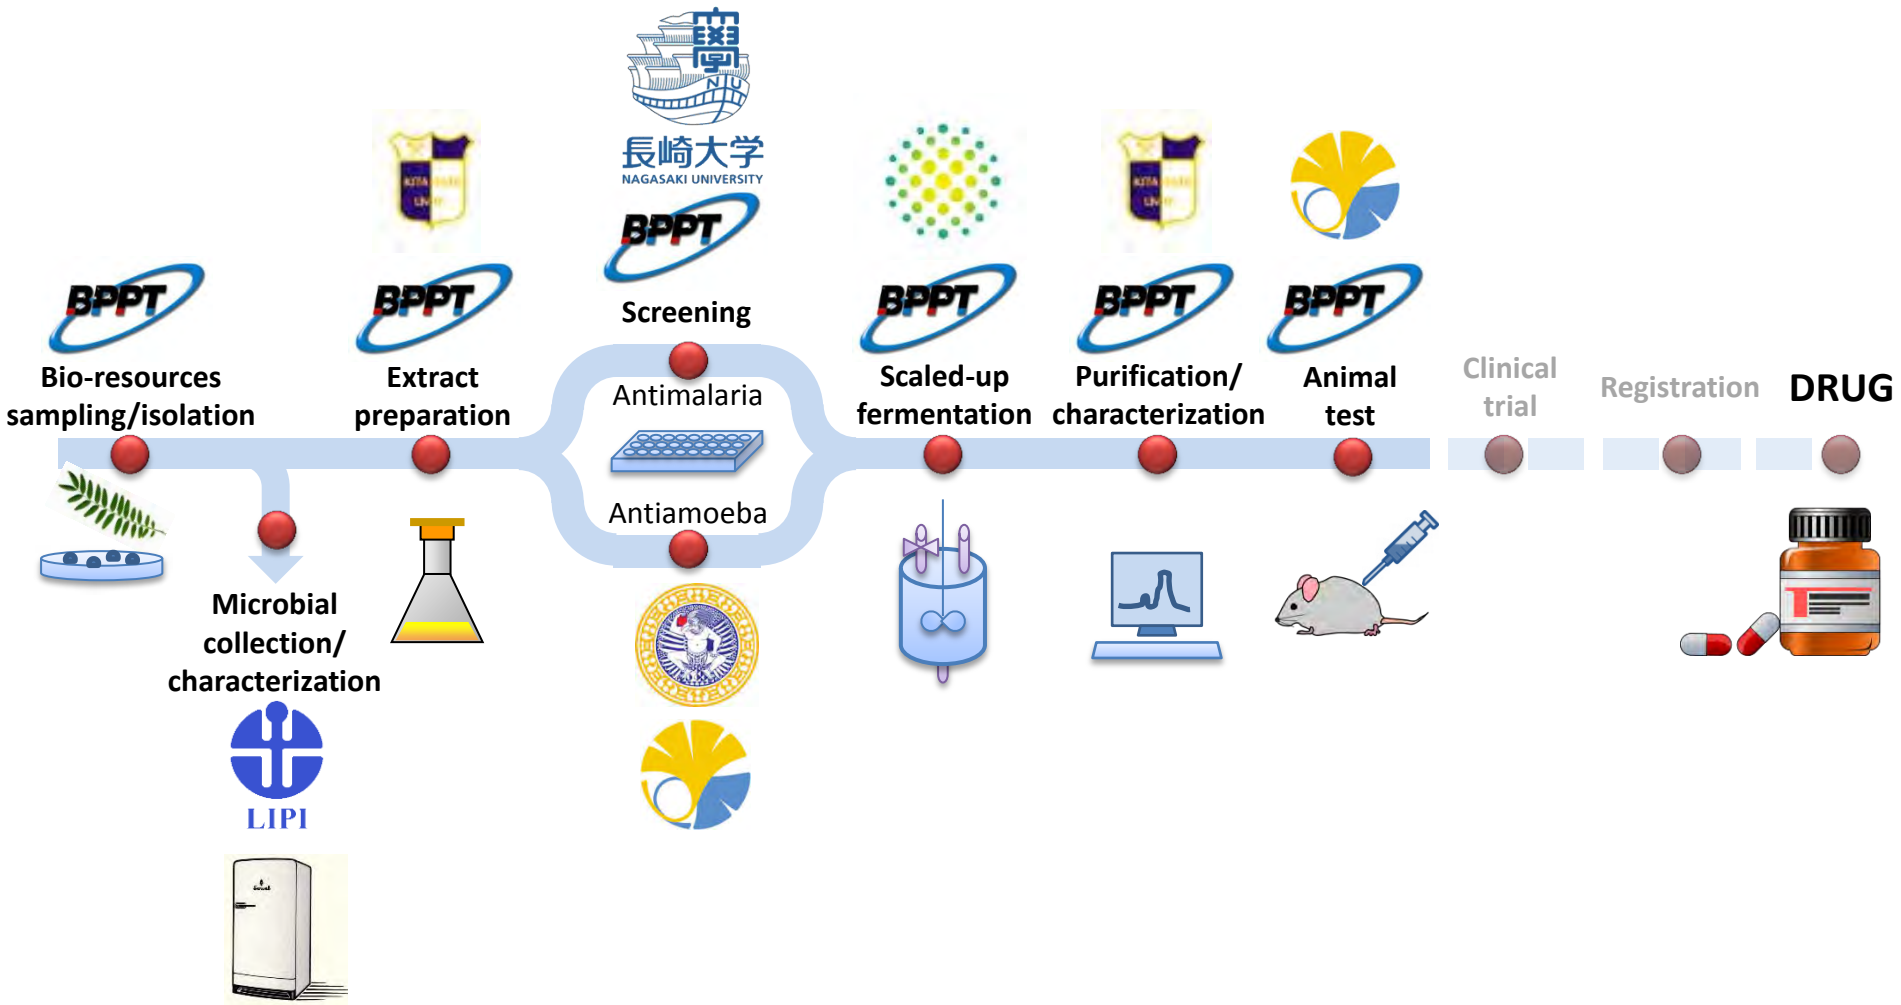 NU
長崎大学
NAGASAKI UNIVERSITY
BPPT
Screening
BPPT
Bio-resources
sampling/isolation
BPPT
Extract
preparation
Antimalaria
Antiamoeba
BPPT
Scaled-up
fermentation
BPPT
Purification/
characterization
BPPT
Animal
test
Clinical
trial
Registration
DRUG
Microbial
collection/
characterization
LIPI